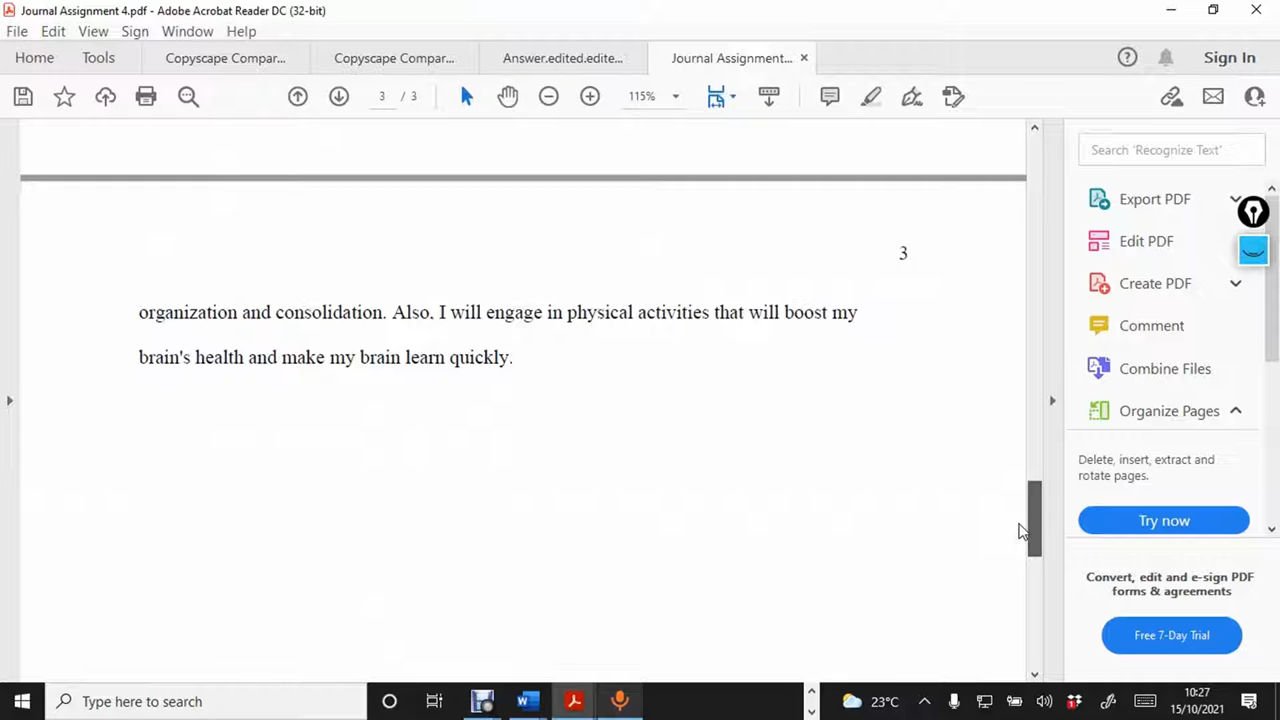 Journal Assignment 4.pdf - Adobe Acrobat Reader DC (32-bit)
File Edit View Sign Window Help
Home Tools Copyscape Compar... Copyscape Compar... Answer.edited.edite... Journal Assignment... × Sign In
3 / 3 115%
3
organization and consolidation. Also, I will engage in physical activities that will boost my
brain's health and make my brain learn quickly.
Search 'Recognize Text'
Export PDF
Edit PDF
Create PDF
Comment
Combine Files
Organize Pages
Delete, insert, extract and
rotate pages.
Try now
Convert, edit and e-sign PDF
forms & agreements
Free 7-Day Trial
Type here to search
23°C
10:27
15/10/2021